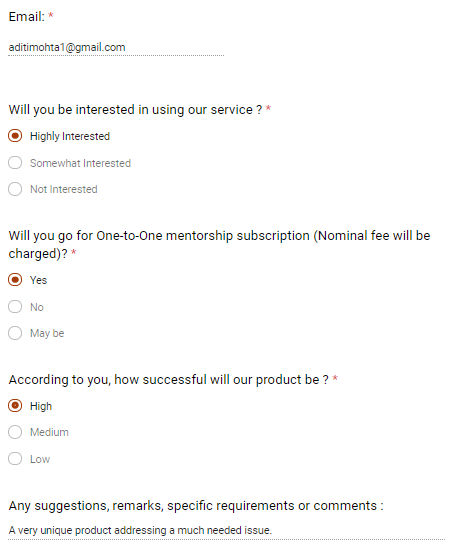 Email: *
aditimohta1@gmail.com
Will you be interested in using our service ? *
Highly Interested
Somewhat Interested
Not Interested
Will you go for One-to-One mentorship subscription (Nominal fee will be
charged)? *
Yes
No
May be
According to you, how successful will our product be ? *
High
Medium
Low
Any suggestions, remarks, specific requirements or comments :
A very unique product addressing a much needed issue.